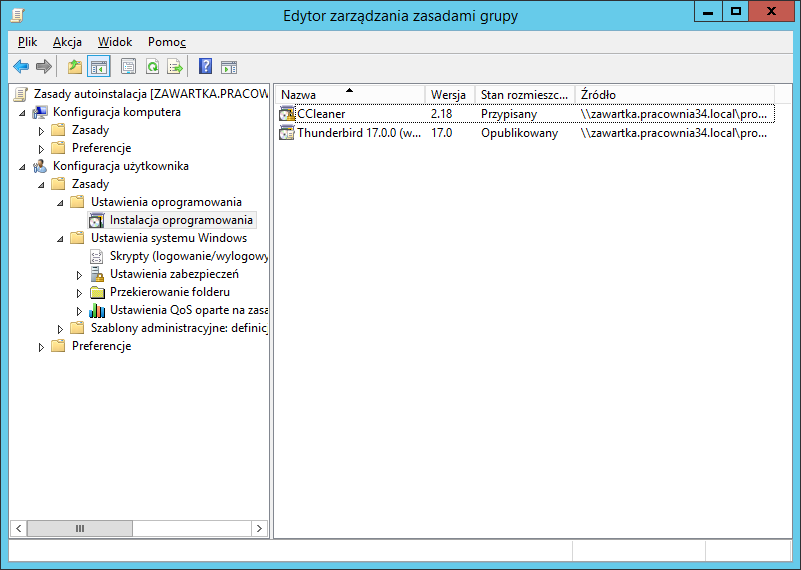 Edytor zarządzania zasadami grupy
Plik Akcja Widok Pomoc
Zasady autoinstalacja [ZAWARTKA.PRACOW
Konfiguracja komputera
Zasady
Preferencje
Konfiguracja użytkownika
Zasady
Ustawienia oprogramowania
Instalacja oprogramowania
Ustawienia systemu Windows
Skrypty (logowanie/wylogowy
Ustawienia zabezpieczeń
Przekierowanie folderu
Ustawienia QoS oparte na zasa
Szablony administracyjne: definicj
Preferencje
Nazwa Wersja Stan rozmieszc... Źródło
CCleaner 2.18 Przypisany \\zawartka.pracownia34.local\pro...
Thunderbird 17.0.0 (w... 17.0 Opublikowany \\zawartka.pracownia34.local\pro...